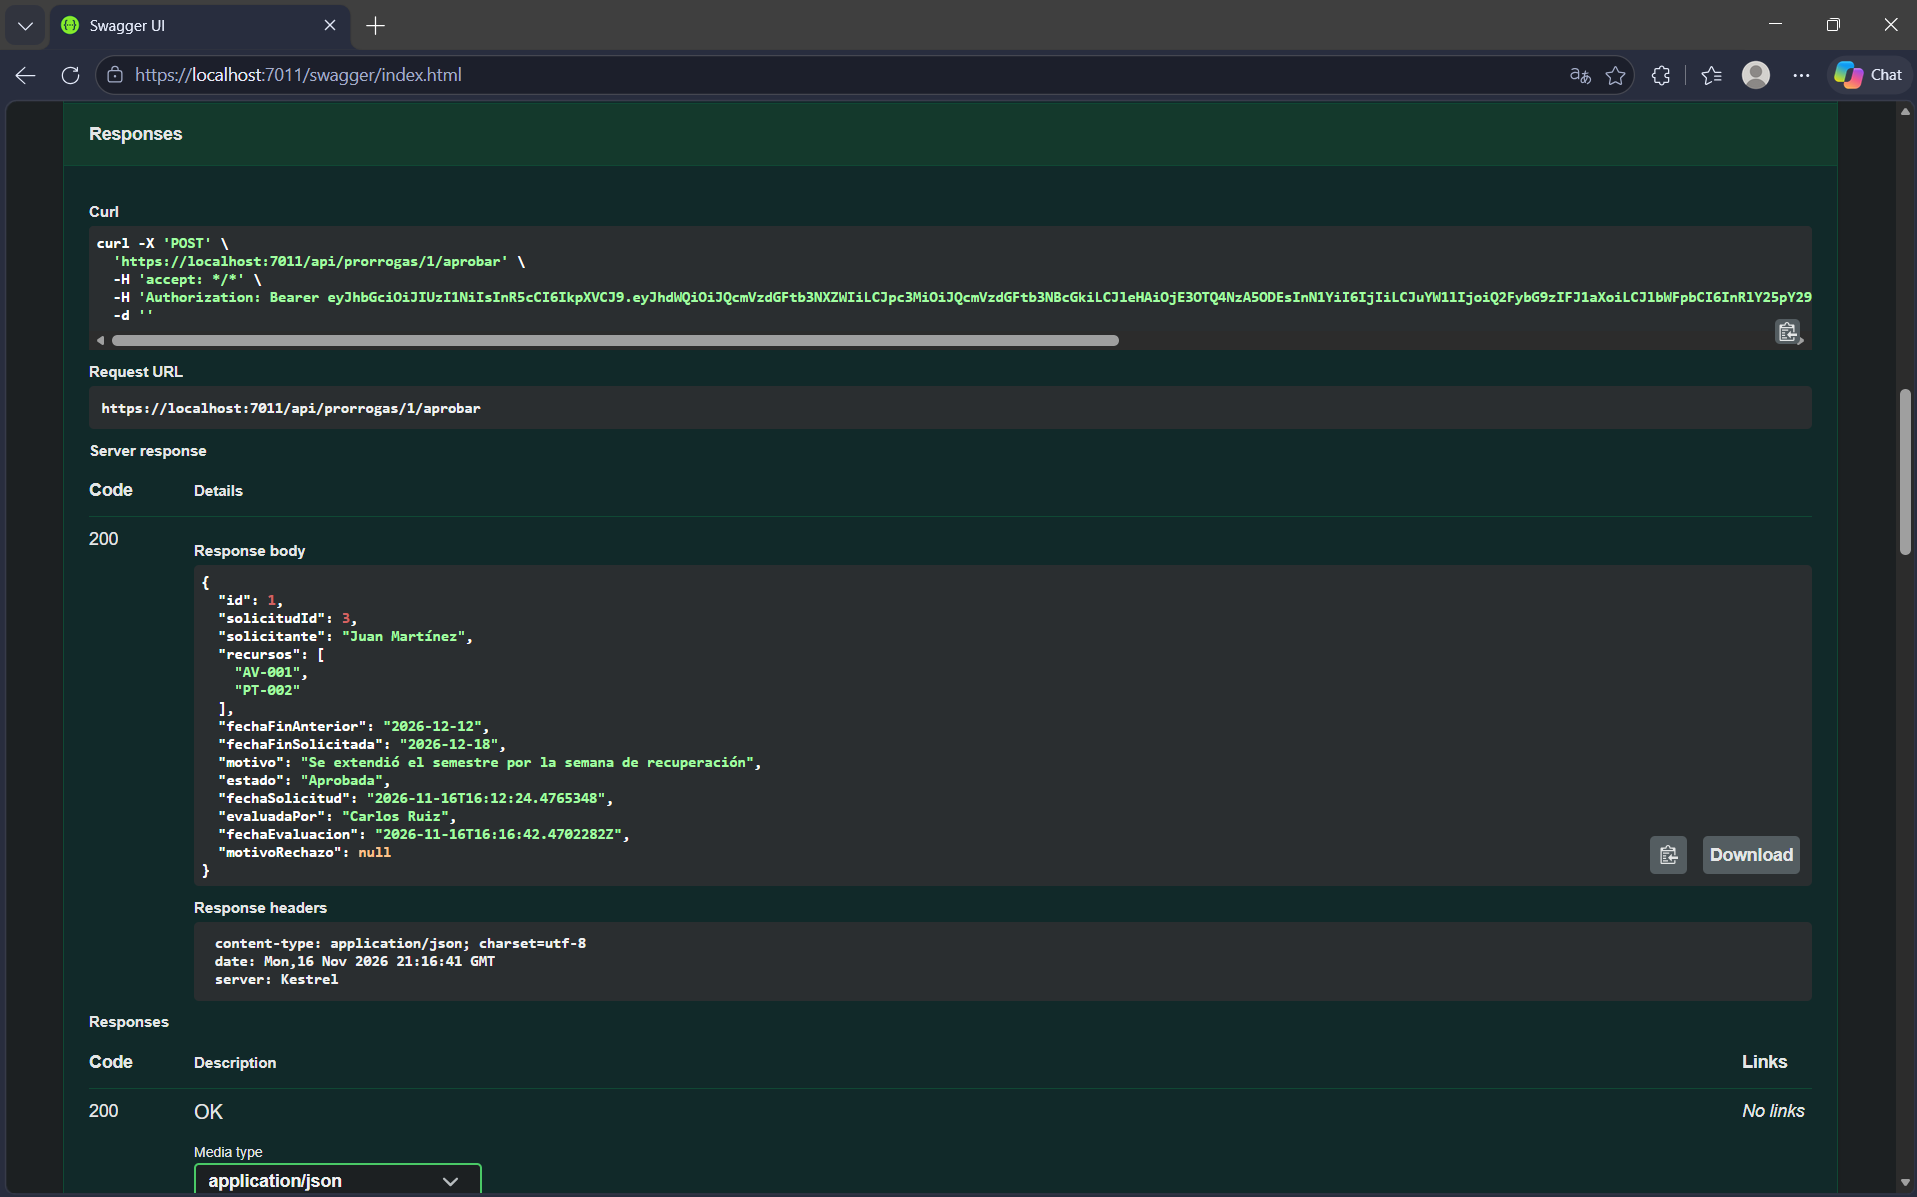 Swagger UI
https://localhost:7011/swagger/index.html
Chat
Responses
Curl
curl -X 'POST' \
'https://localhost:7011/api/prorrogas/1/aprobar' \
-H 'accept: */*' \
-H 'Authorization: Bearer eyJhbGciOiJIUzI1NiIsInR5cCI6IkpXVCJ9.eyJhdWQiOiJQcmVzdGFtb3NXZWIiLCJpc3MiOiJQcmVzdGFtb3NBcGkiLCJleHAiOjE3OTQ4NzA5ODEsInN1YiI6IjIiLCJuYW1lIjoiQ2FybG9zIFJ1aXoiLCJlbWFpbCI6InRlY25pY29
-d ''
Request URL
https://localhost:7011/api/prorrogas/1/aprobar
Server response
Code Details
200
Response body
{
"id": 1,
"solicitudId": 3,
"solicitante": "Juan Martínez",
"recursos": [
"AV-001",
"PT-002"
],
"fechaFinAnterior": "2026-12-12",
"fechaFinSolicitada": "2026-12-18",
"motivo": "Se extendió el semestre por la semana de recuperación",
"estado": "Aprobada",
"fechaSolicitud": "2026-11-16T16:12:24.4765348",
"evaluadaPor": "Carlos Ruiz",
"fechaEvaluacion": "2026-11-16T16:16:42.4702282Z",
"motivoRechazo": null
}
Download
Response headers
content-type: application/json; charset=utf-8
date: Mon,16 Nov 2026 21:16:41 GMT
server: Kestrel
Responses
Code Description Links
200 OK No links
Media type
application/json